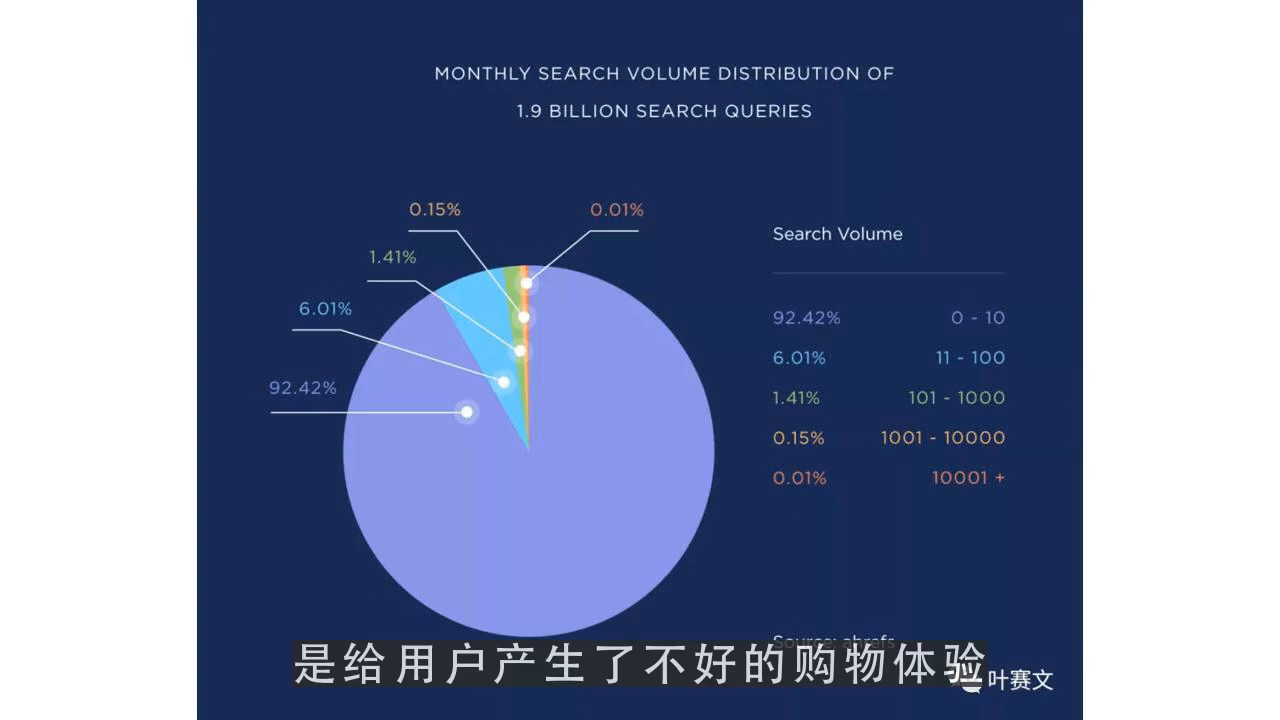 MONTHLY SEARCH VOLUME DISTRIBUTION OF
1.9 BILLION SEARCH QUERIES
0.15%
0.01%
1.41%
6.01%
92.42%
Search Volume
92.42% 0 - 10
6.01% 11 - 100
1.41% 101 - 1000
0.15% 1001 - 10000
0.01% 10001 +
Source: ahrefs
是给用户产生了不好的购物体验
叶赛文